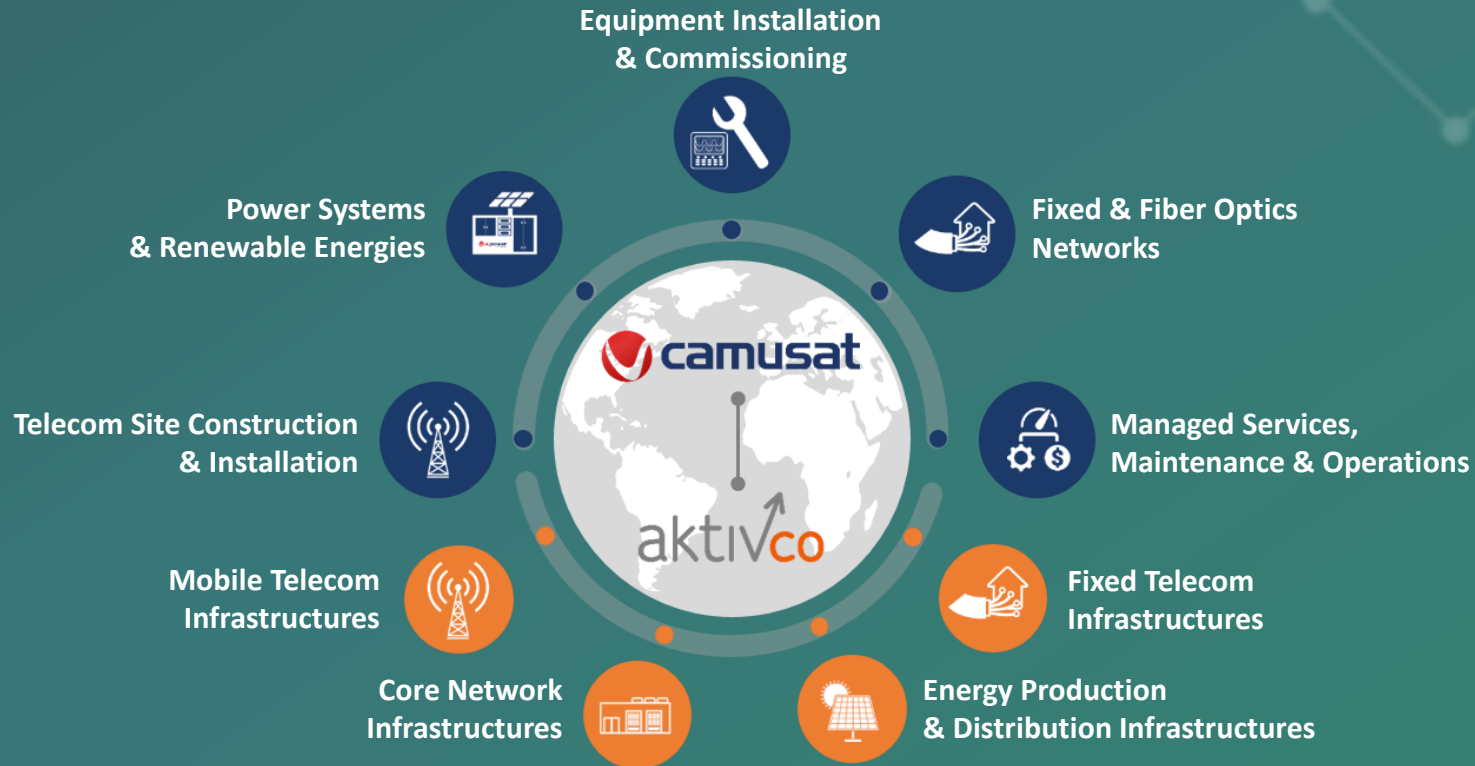 Equipment Installation
& Commissioning
Power Systems
& Renewable Energies
Fixed & Fiber Optics
Networks
camusat
Telecom Site Construction
& Installation
Managed Services,
Maintenance & Operations
aktivco
Mobile Telecom
Infrastructures
Fixed Telecom
Infrastructures
Core Network
Infrastructures
Energy Production
& Distribution Infrastructures